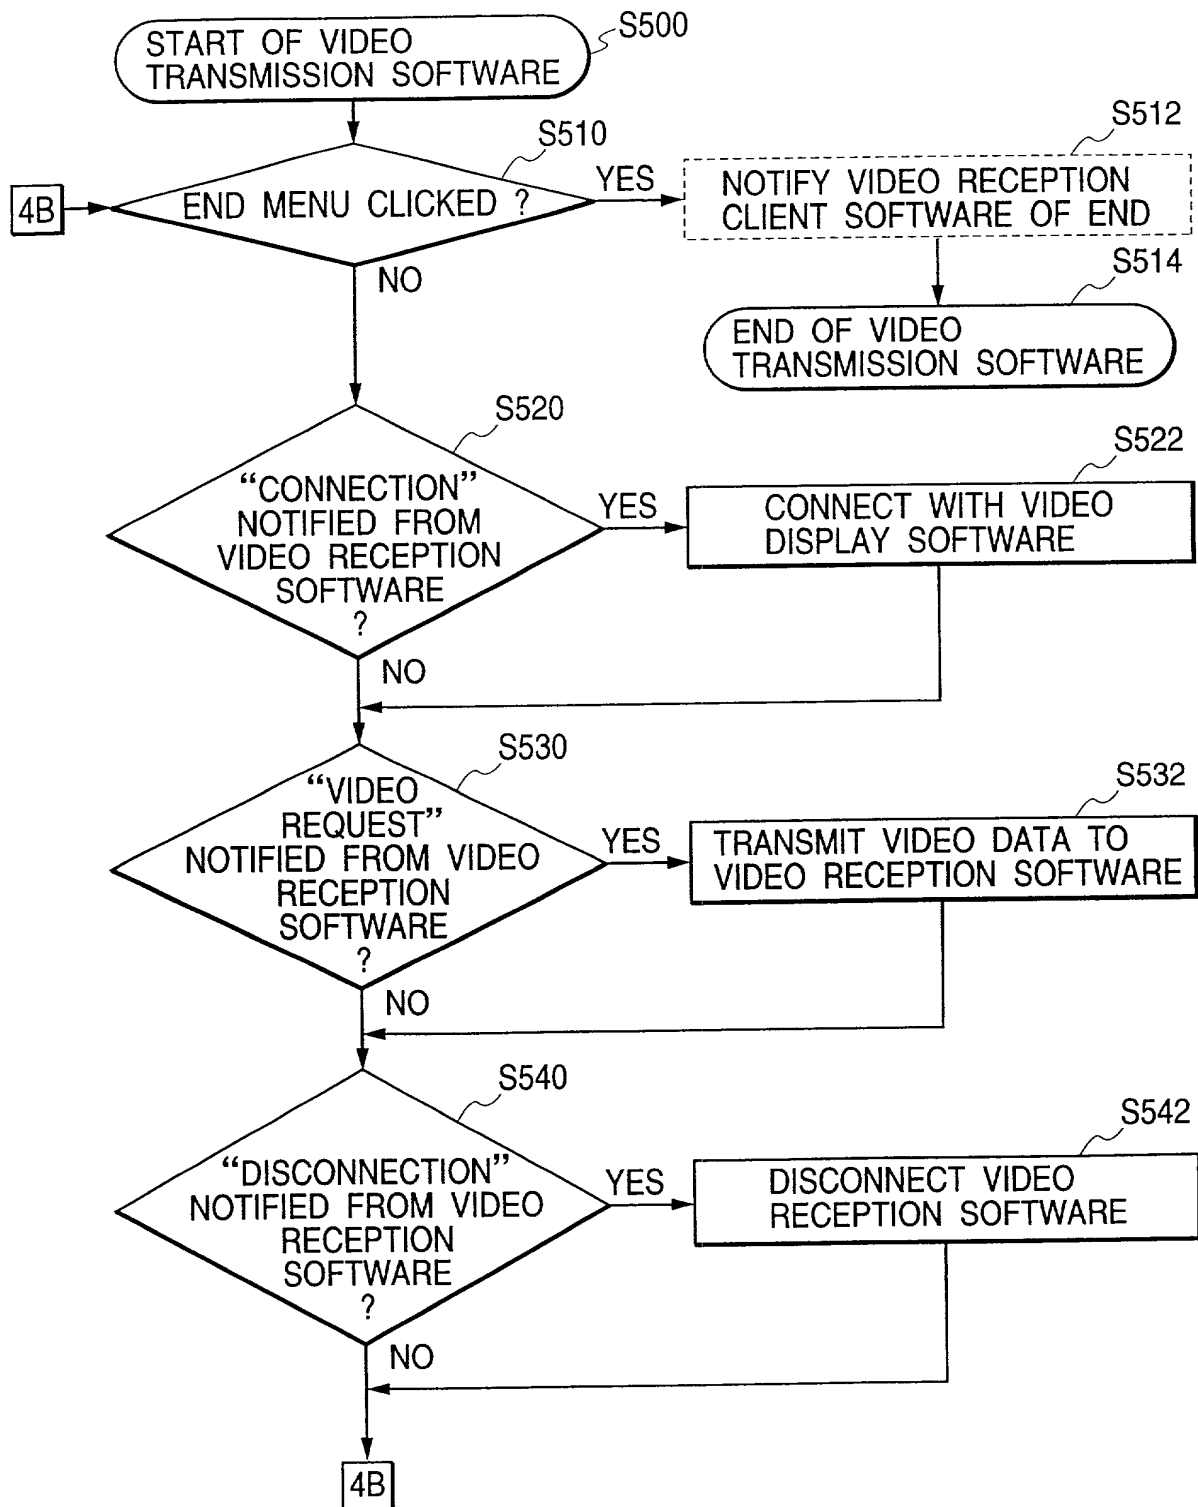 START OF VIDEO
TRANSMISSION SOFTWARE
S500
S510
END MENU CLICKED ?
4B
YES
S512
NOTIFY VIDEO RECEPTION
CLIENT SOFTWARE OF END
NO
S514
END OF VIDEO
TRANSMISSION SOFTWARE
S520
“CONNECTION”
NOTIFIED FROM
VIDEO RECEPTION
SOFTWARE
?
YES
S522
CONNECT WITH VIDEO
DISPLAY SOFTWARE
NO
S530
“VIDEO
REQUEST”
NOTIFIED FROM VIDEO
RECEPTION
SOFTWARE
?
YES
S532
TRANSMIT VIDEO DATA TO
VIDEO RECEPTION SOFTWARE
NO
S540
“DISCONNECTION”
NOTIFIED FROM VIDEO
RECEPTION
SOFTWARE
?
YES
S542
DISCONNECT VIDEO
RECEPTION SOFTWARE
NO
4B